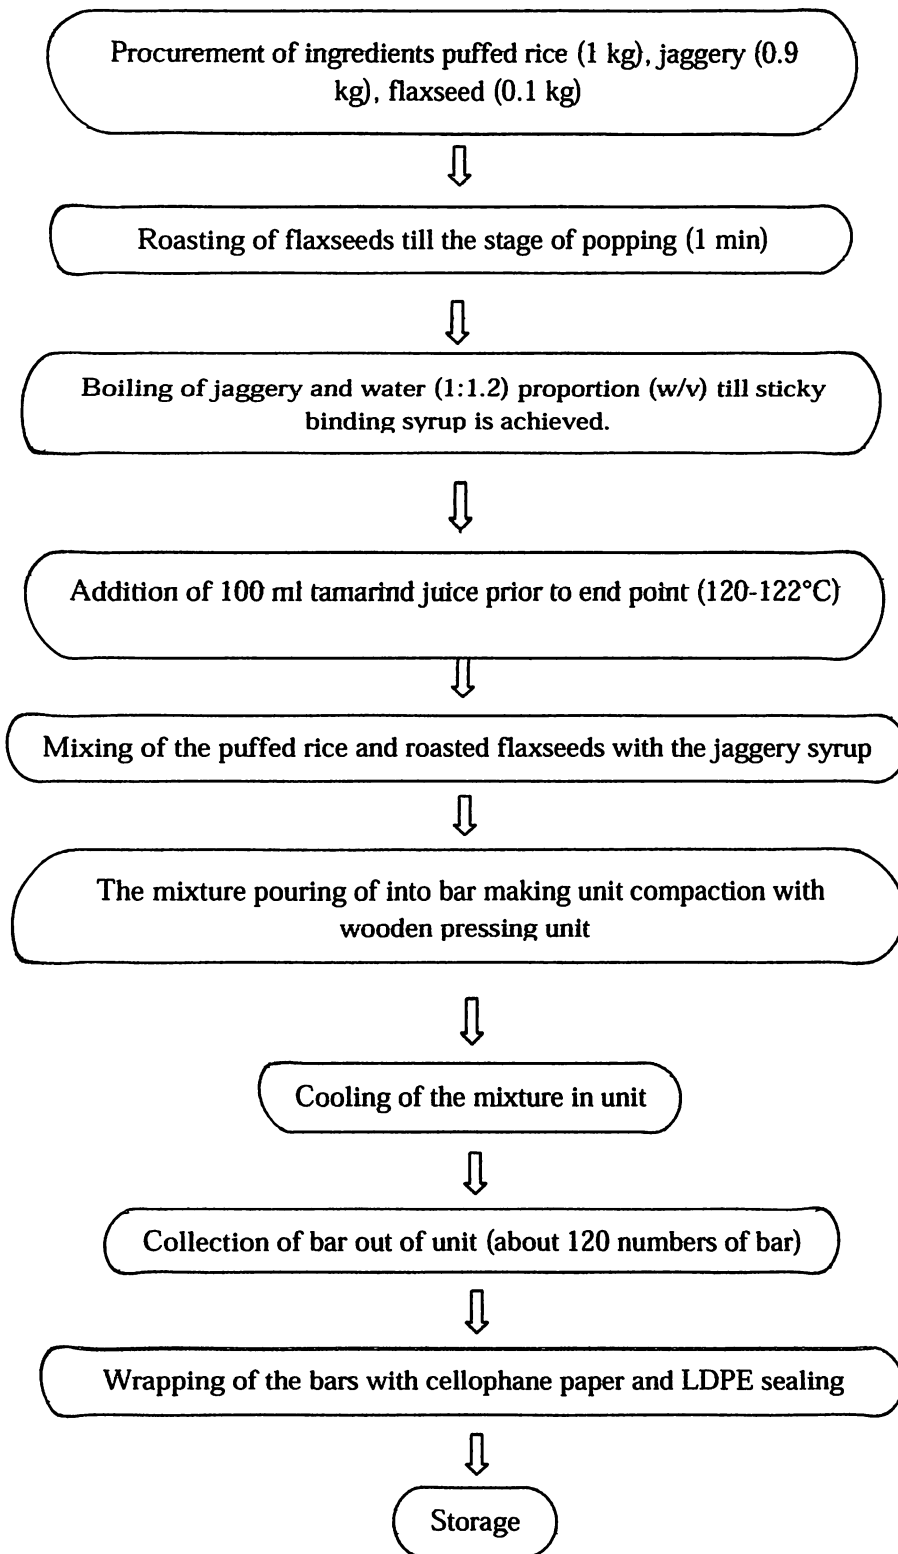 Procurement of ingredients puffed rice (1 kg), jaggery (0.9
kg), flaxseed (0.1 kg)
Roasting of flaxseeds till the stage of popping (1 min)
Boiling of jaggery and water (1:1.2) proportion (w/v) till sticky
binding syrup is achieved.
Addition of 100 ml tamarind juice prior to end point (120-122°C)
Mixing of the puffed rice and roasted flaxseeds with the jaggery syrup
The mixture pouring of into bar making unit compaction with
wooden pressing unit
Cooling of the mixture in unit
Collection of bar out of unit (about 120 numbers of bar)
Wrapping of the bars with cellophane paper and LDPE sealing
Storage